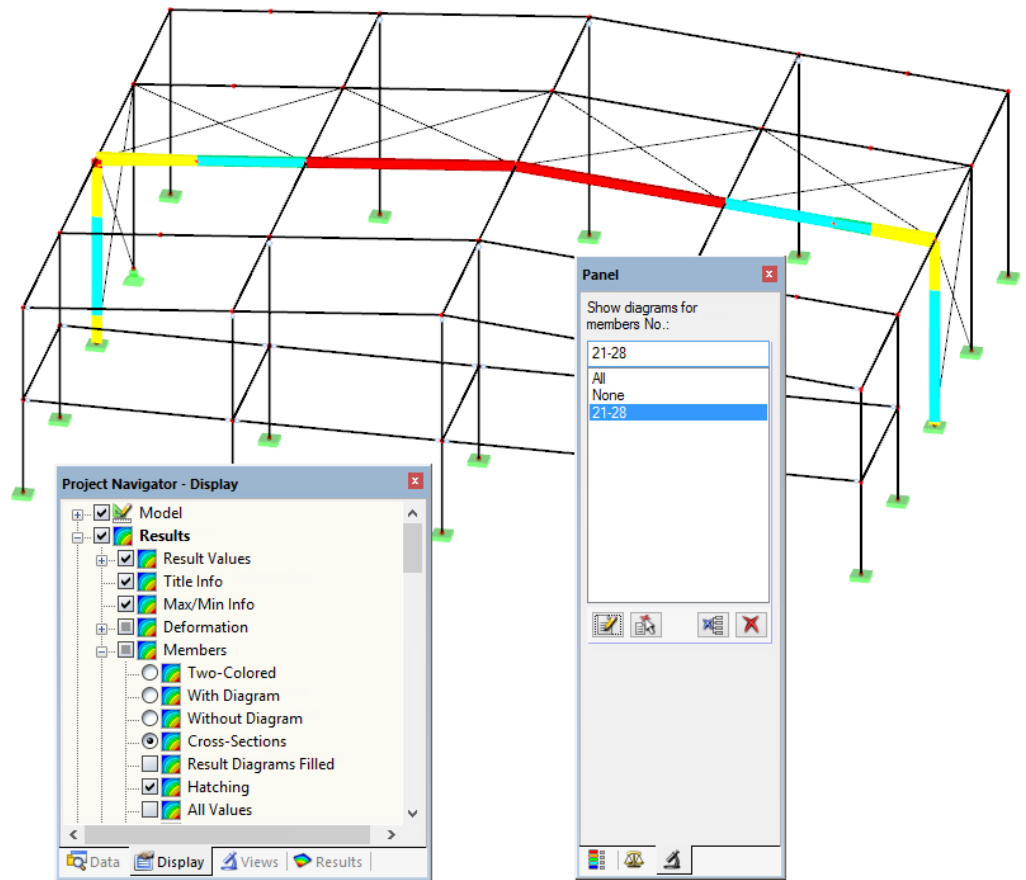 Panel
Show diagrams for
members No.:
21-28
All
None
21-28
Project Navigator - Display
Model
Results
Result Values
Title Info
Max/Min Info
Deformation
Members
Two-Colored
With Diagram
Without Diagram
Cross-Sections
Result Diagrams Filled
Hatching
All Values
Data Display Views Results